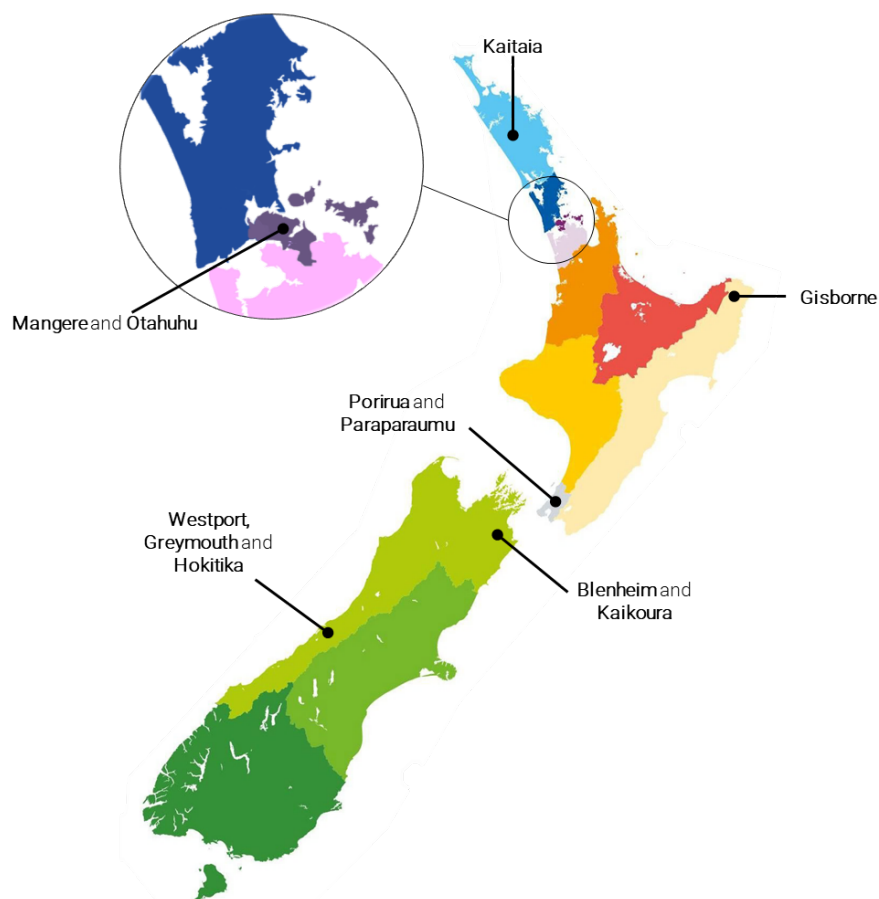 Kaitaia
Mangere and Otahuhu
Gisborne
Porirua and
Paraparaumu
Westport,
Greymouth and
Hokitika
Blenheim and
Kaikoura